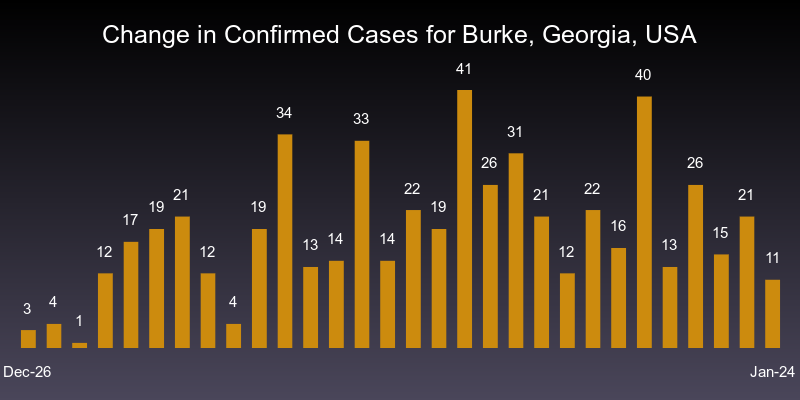 Change in Confirmed Cases for Burke, Georgia, USA
3 4 1 12 17 19 21 12 4 19 34 13 14 33 14 22 19 41 26 31 21 12 22 16 40 13 26 15 21 11
Dec-26 Jan-24